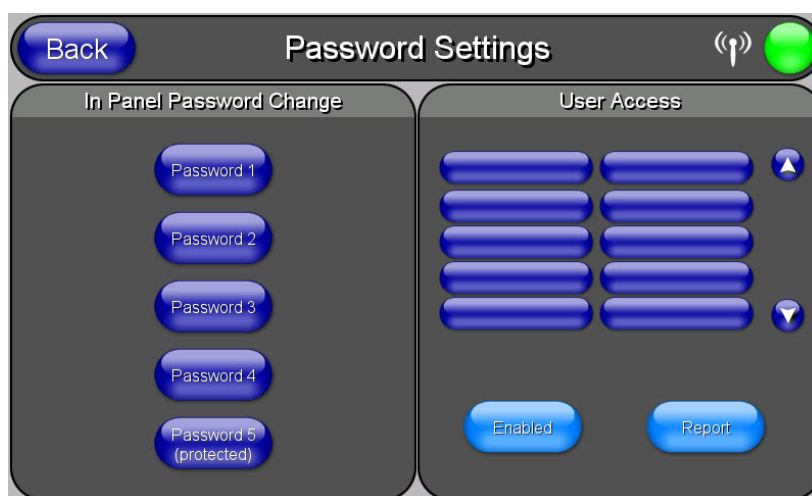 Back
Password Settings
In Panel Password Change
User Access
Password 1
Password 2
Password 3
Password 4
Password 5
(protected)
Enabled
Report